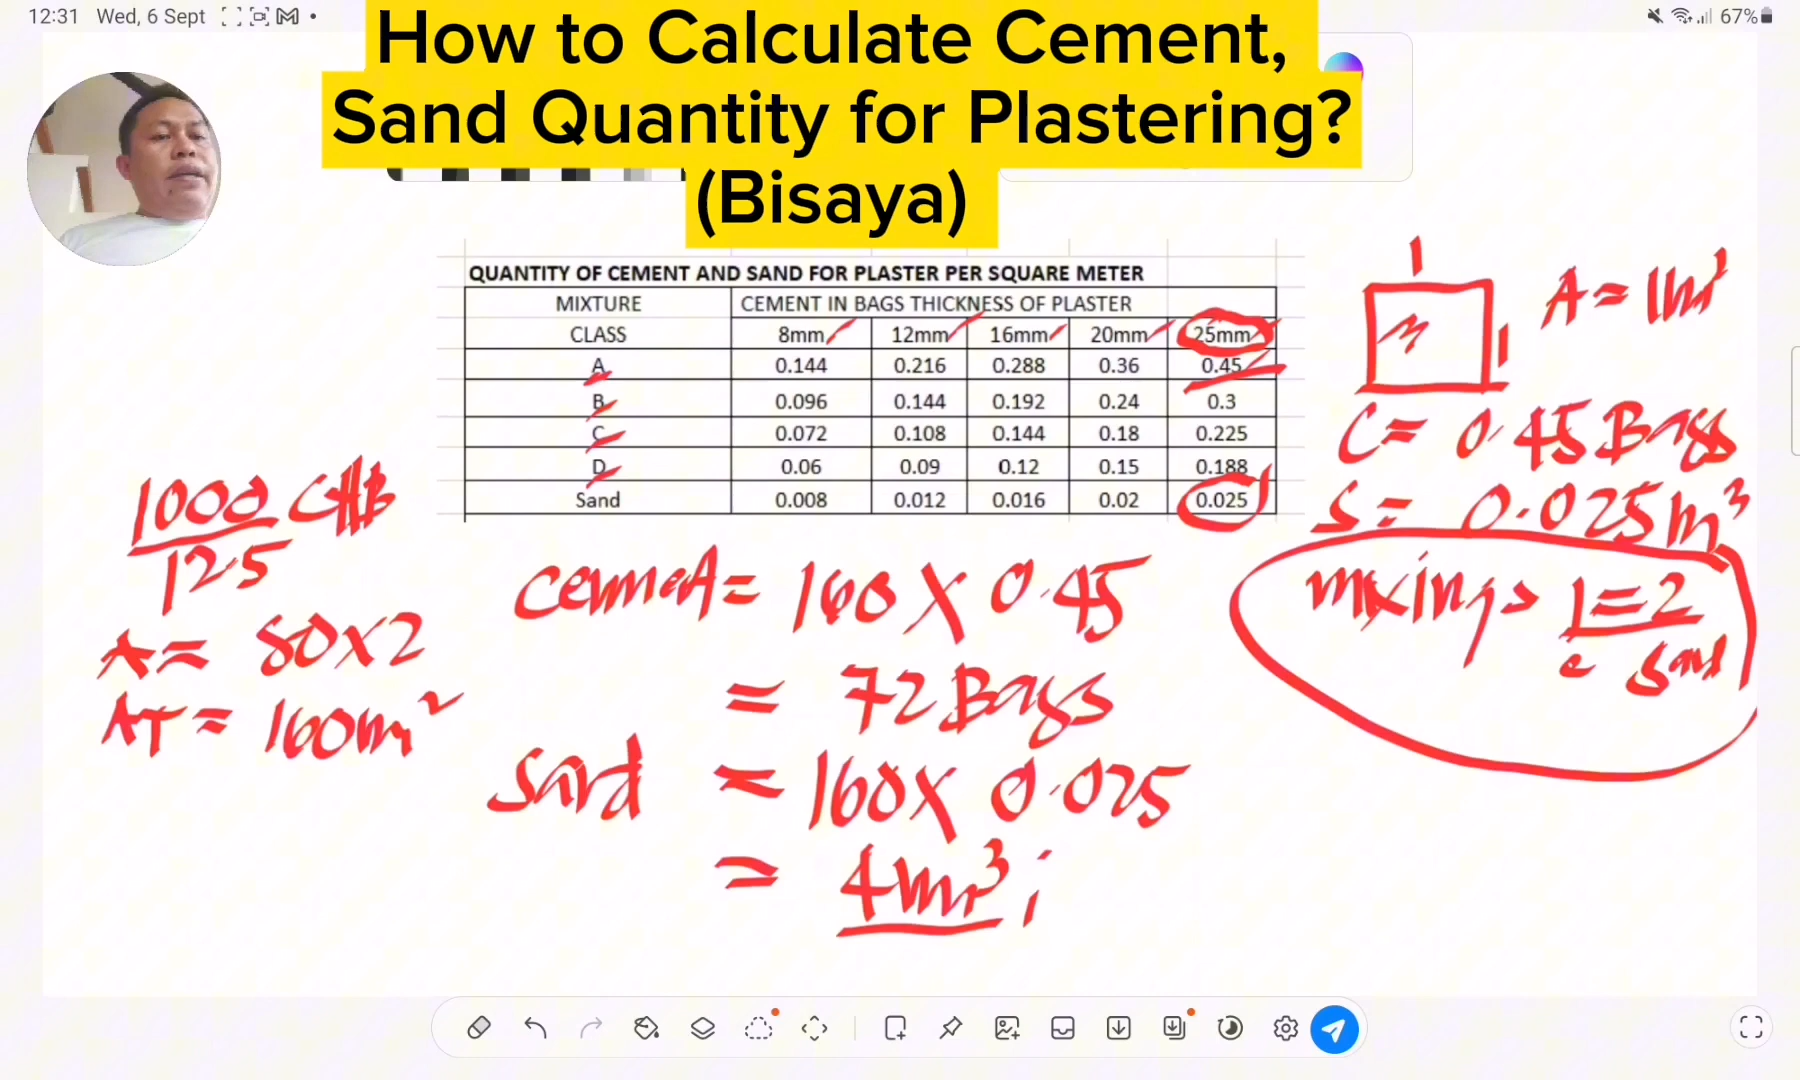 12:31 Wed, 6 Sept
67%
How to Calculate Cement,
Sand Quantity for Plastering?
(Bisaya)
QUANTITY OF CEMENT AND SAND FOR PLASTER PER SQUARE METER
MIXTURE CEMENT IN BAGS THICKNESS OF PLASTER
CLASS 8mm 12mm 16mm 20mm 25mm
A 0.144 0.216 0.288 0.36 0.45
B 0.096 0.144 0.192 0.24 0.3
C 0.072 0.108 0.144 0.18 0.225
D 0.06 0.09 0.12 0.15 0.188
Sand 0.008 0.012 0.016 0.02 0.025
1 A = 1m²
1
C = 0.45 Bags
S = 0.025m³
mixing 1=2
c sand
1000 CHB
12.5
A = 80x2
AT = 160m²
cement = 160 X 0.45
= 72 Bags
Sand = 160 X 0.025
= 4m³